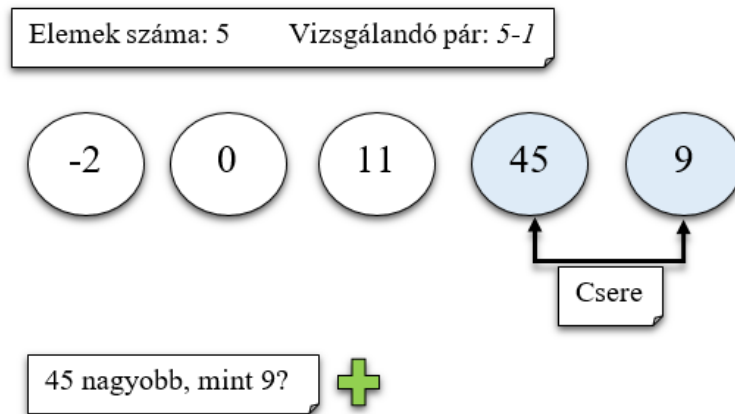 Elemek száma: 5 Vizsgálandó pár: 5-1
-2 0 11 45 9
Csere
45 nagyobb, mint 9?